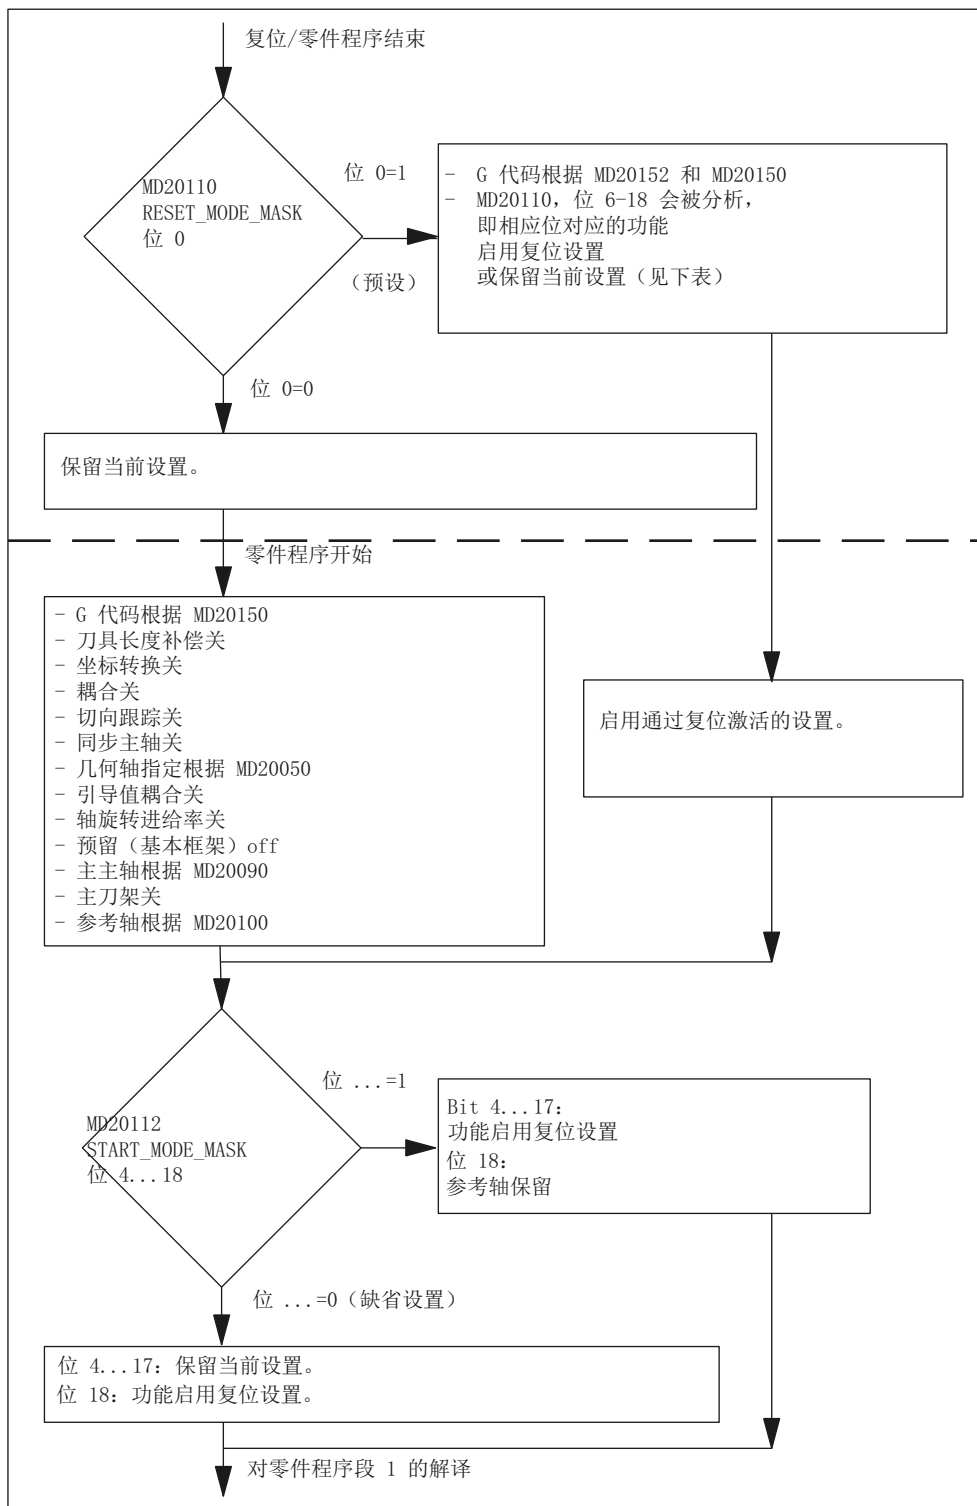 复位/零件程序结束
位 0=1
MD20110
RESET_MODE_MASK
位 0
(预设)
- G 代码根据 MD20152 和 MD20150
- MD20110，位 6-18 会被分析，
即相应位对应的功能
启用复位设置
或保留当前设置（见下表）
位 0=0
保留当前设置。
零件程序开始
- G 代码根据 MD20150
- 刀具长度补偿关
- 坐标转换关
- 耦合关
- 切向跟踪关
- 同步主轴关
- 几何轴指定根据 MD20050
- 引导值耦合关
- 轴旋转进给率关
- 预留（基本框架）off
- 主主轴根据 MD20090
- 主刀架关
- 参考轴根据 MD20100
启用通过复位激活的设置。
位 ...=1
MD20112
START_MODE_MASK
位 4...18
Bit 4...17：
功能启用复位设置
位 18：
参考轴保留
位 ...=0（缺省设置）
位 4...17：保留当前设置。
位 18：功能启用复位设置。
对零件程序段 1 的解译